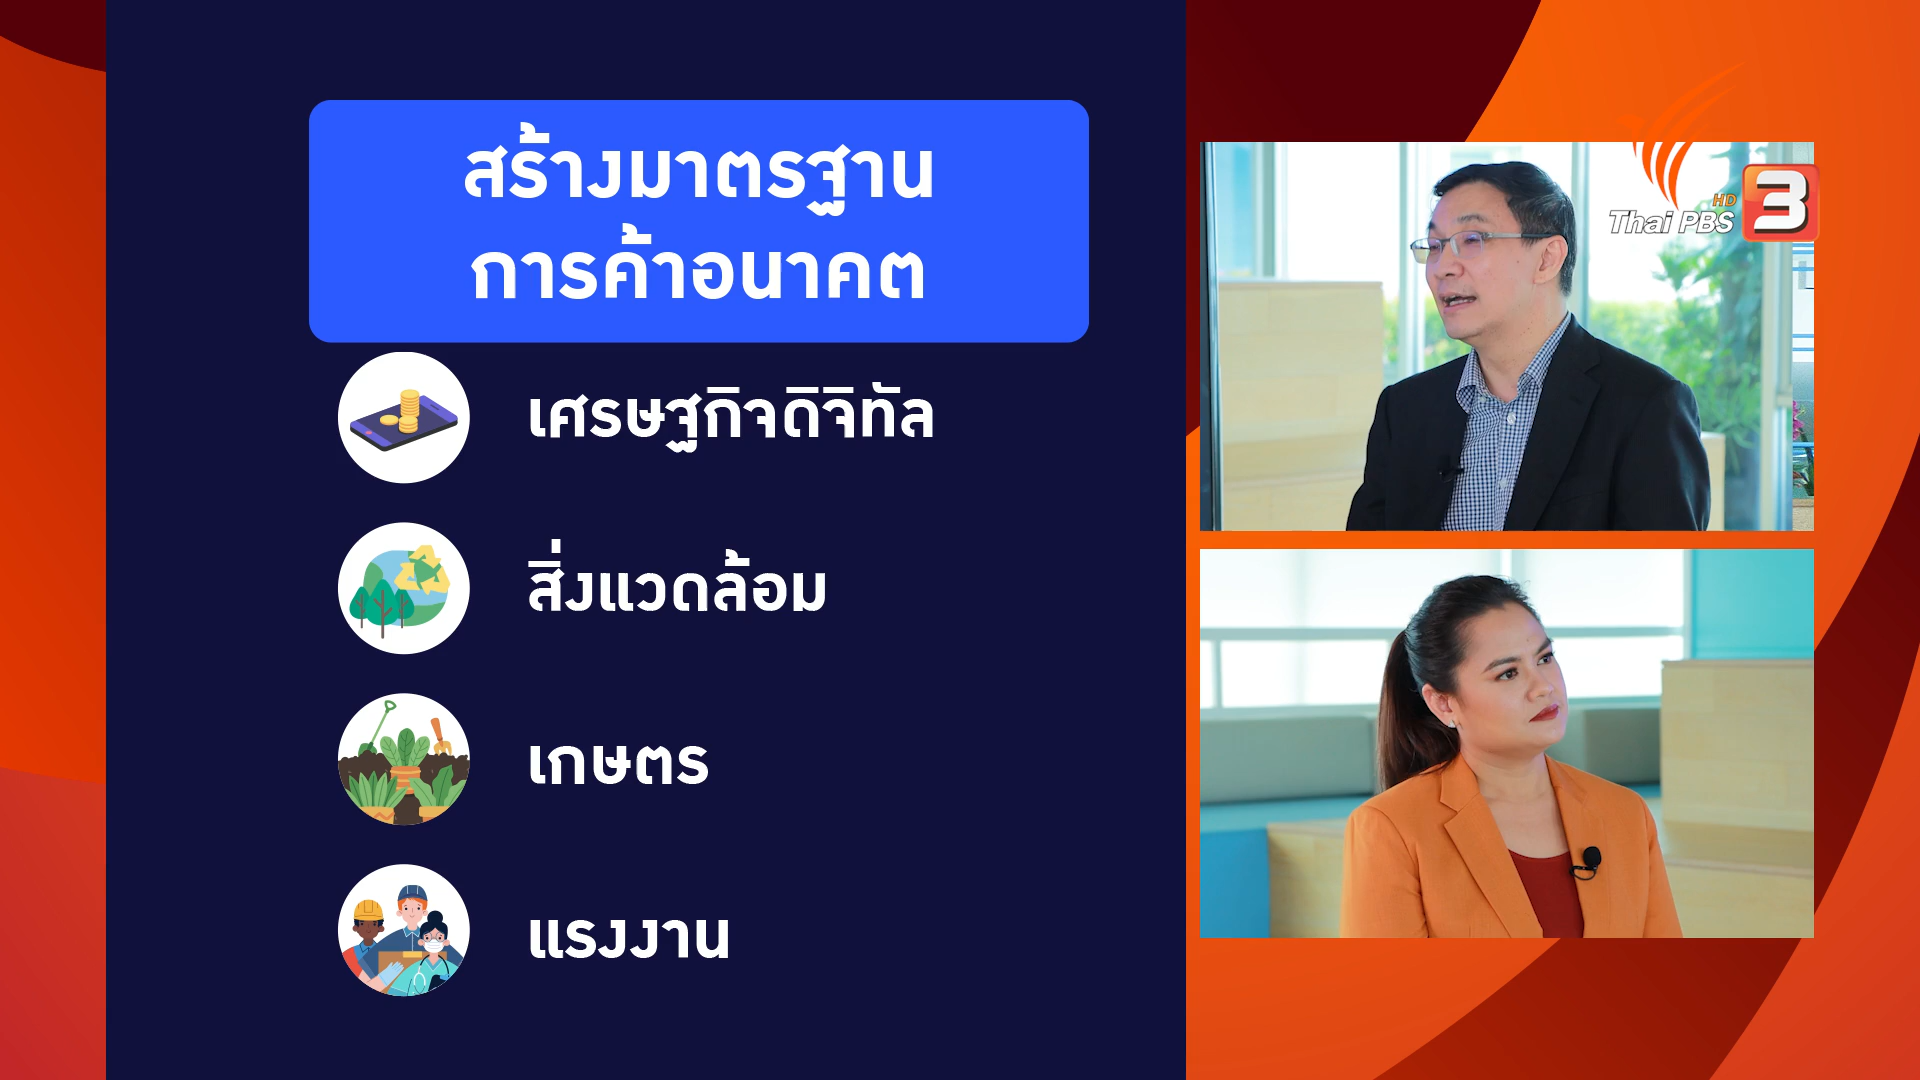 สร้างมาตรฐาน
การค้าอนาคต
เศรษฐกิจดิจิทัล
สิ่งแวดล้อม
เกษตร
แรงงาน
HD
Thai PBS
3